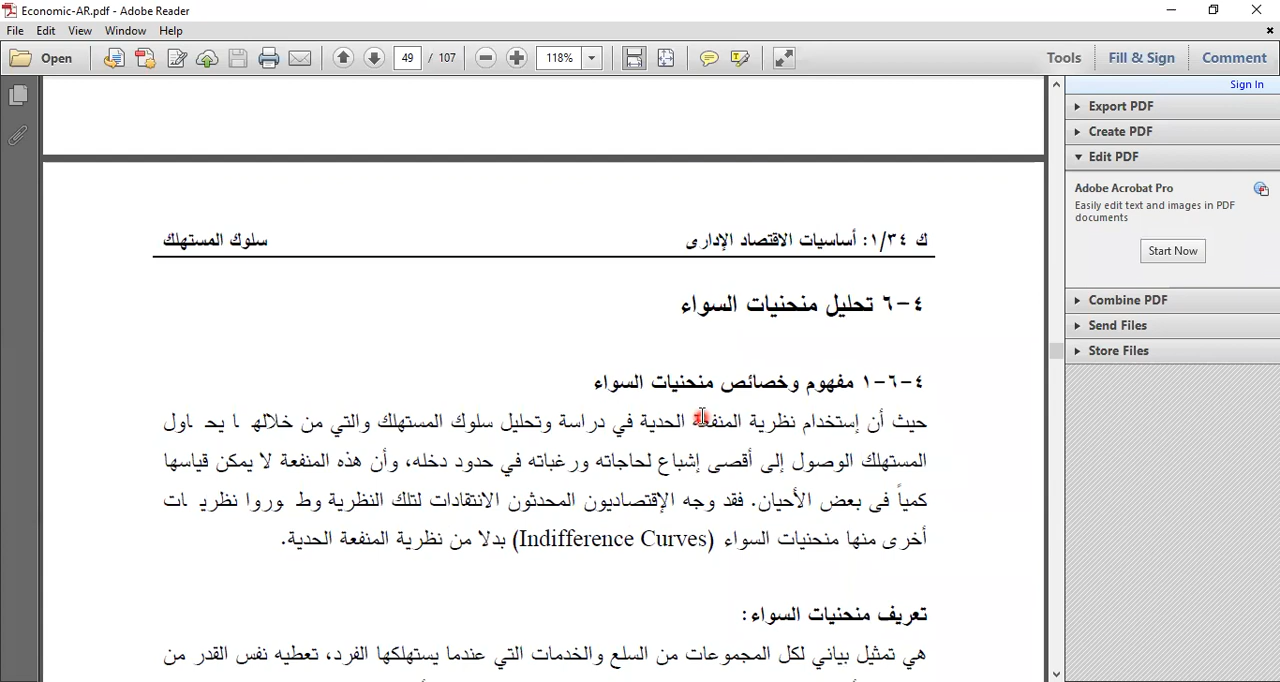 Economic-AR.pdf - Adobe Reader
File Edit View Window Help
Open 49 / 107 118% Tools Fill & Sign Comment
Sign In
Export PDF
Create PDF
Edit PDF
Adobe Acrobat Pro
Easily edit text and images in PDF
documents
Start Now
Combine PDF
Send Files
Store Files
ك ١/٣٤: أساسيات الاقتصاد الإدارى سلوك المستهلك
٤-٦ تحليل منحنيات السواء
٤-٦-١ مفهوم وخصائص منحنيات السواء
حيث أن إستخدام نظرية المنفعة الحدية في دراسة وتحليل سلوك المستهلك والتي من خلالها يحاول
المستهلك الوصول إلى أقصى إشباع لحاجاته ورغباته في حدود دخله، وأن هذه المنفعة لا يمكن قياسها
كمياً فى بعض الأحيان. فقد وجه الإقتصاديون المحدثون الانتقادات لتلك النظرية وطوروا نظريات
أخرى منها منحنيات السواء (Indifference Curves) بدلا من نظرية المنفعة الحدية.
تعريف منحنيات السواء:
هي تمثيل بياني لكل المجموعات من السلع والخدمات التي عندما يستهلكها الفرد، تعطيه نفس القدر من